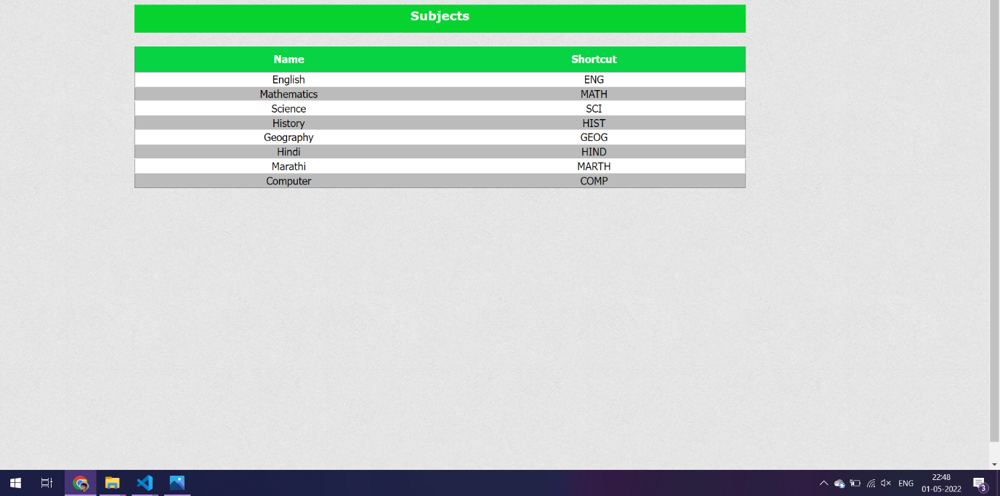 Subjects
Name Shortcut
English ENG
Mathematics MATH
Science SCI
History HIST
Geography GEOG
Hindi HIND
Marathi MARTH
Computer COMP
ENG 22:48
01-05-2022 3